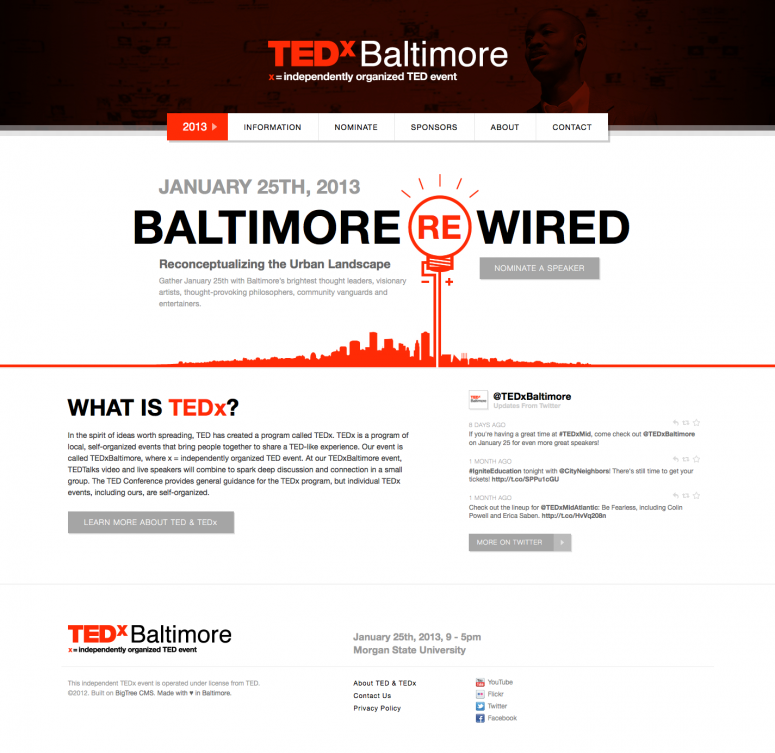 TEDx Baltimore
x = independently organized TED event
2013 INFORMATION NOMINATE SPONSORS ABOUT CONTACT
JANUARY 25TH, 2013
BALTIMORE RE WIRED
Reconceptualizing the Urban Landscape
Gather January 25th with Baltimore's brightest thought leaders, visionary
artists, thought-provoking philosophers, community vanguards and
entertainers.
NOMINATE A SPEAKER
- +
WHAT IS TEDx?
In the spirit of ideas worth spreading, TED has created a program called TEDx. TEDx is a program of
local, self-organized events that bring people together to share a TED-like experience. Our event is
called TEDxBaltimore, where x = independently organized TED event. At our TEDxBaltimore event,
TEDTalks video and live speakers will combine to spark deep discussion and connection in a small
group. The TED Conference provides general guidance for the TEDx program, but individual TEDx
events, including ours, are self-organized.
LEARN MORE ABOUT TED & TEDx
@TEDxBaltimore
Updates From Twitter
6 DAYS AGO
If you're having a great time at #TEDxMid, come check out @TEDxBaltimore
on January 25 for even more great speakers!
1 MONTH AGO
#IgniteEducation tonight with @CityNeighbors! There's still time to get your
tickets! http://t.co/SPPu1cGU
1 MONTH AGO
Check out the lineup for @TEDxMidAtlantic: Be Fearless, including Colin
Powell and Erica Saben. http://t.co/HvVq208n
MORE ON TWITTER
TEDx Baltimore
x = independently organized TED event
January 25th, 2013, 9 - 5pm
Morgan State University
This independent TEDx event is operated under license from TED.
©2012. Built on BigTree CMS. Made with ♥ in Baltimore.
About TED & TEDx
Contact Us
Privacy Policy
YouTube
Flickr
Twitter
Facebook